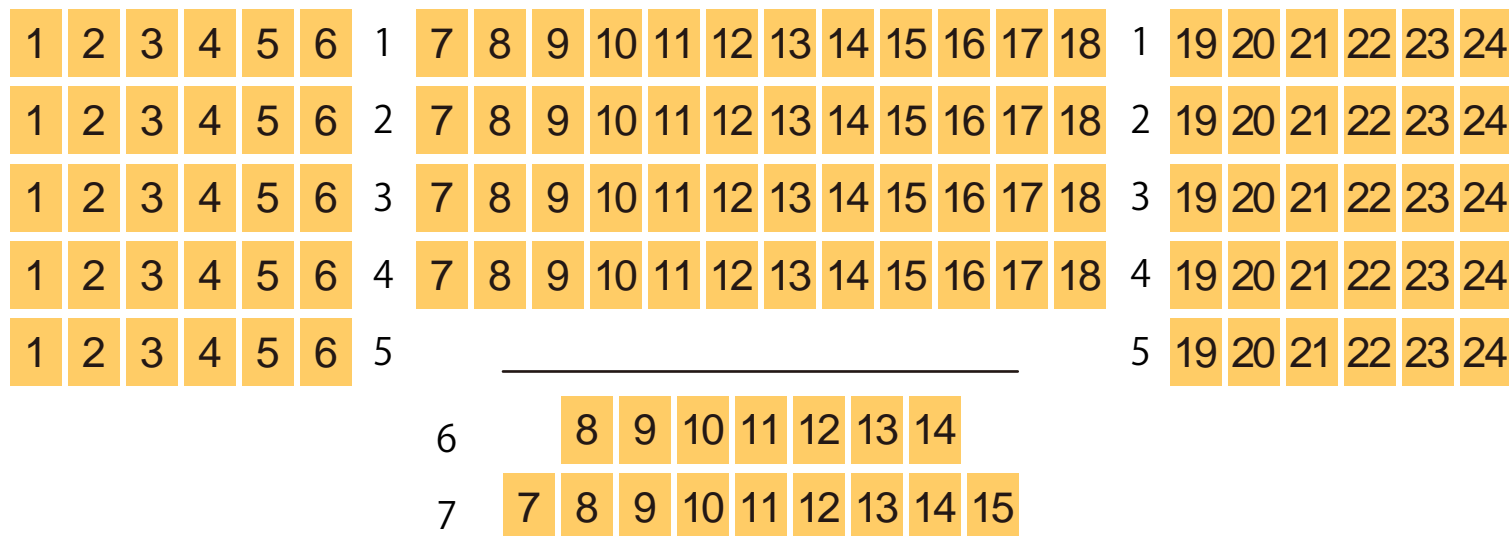 1 2 3 4 5 6 1 7 8 9 10 11 12 13 14 15 16 17 18 1 19 20 21 22 23 24
1 2 3 4 5 6 2 7 8 9 10 11 12 13 14 15 16 17 18 2 19 20 21 22 23 24
1 2 3 4 5 6 3 7 8 9 10 11 12 13 14 15 16 17 18 3 19 20 21 22 23 24
1 2 3 4 5 6 4 7 8 9 10 11 12 13 14 15 16 17 18 4 19 20 21 22 23 24
1 2 3 4 5 6 5 5 19 20 21 22 23 24
6 8 9 10 11 12 13 14
7 7 8 9 10 11 12 13 14 15